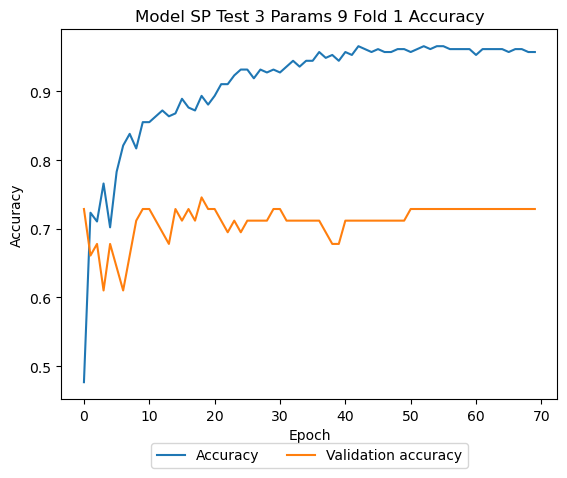 Model SP Test 3 Params 9 Fold 1 Accuracy
Accuracy
0.9
0.8
0.7
0.6
0.5
0 10 20 30 40 50 60 70
Epoch
Accuracy Validation accuracy